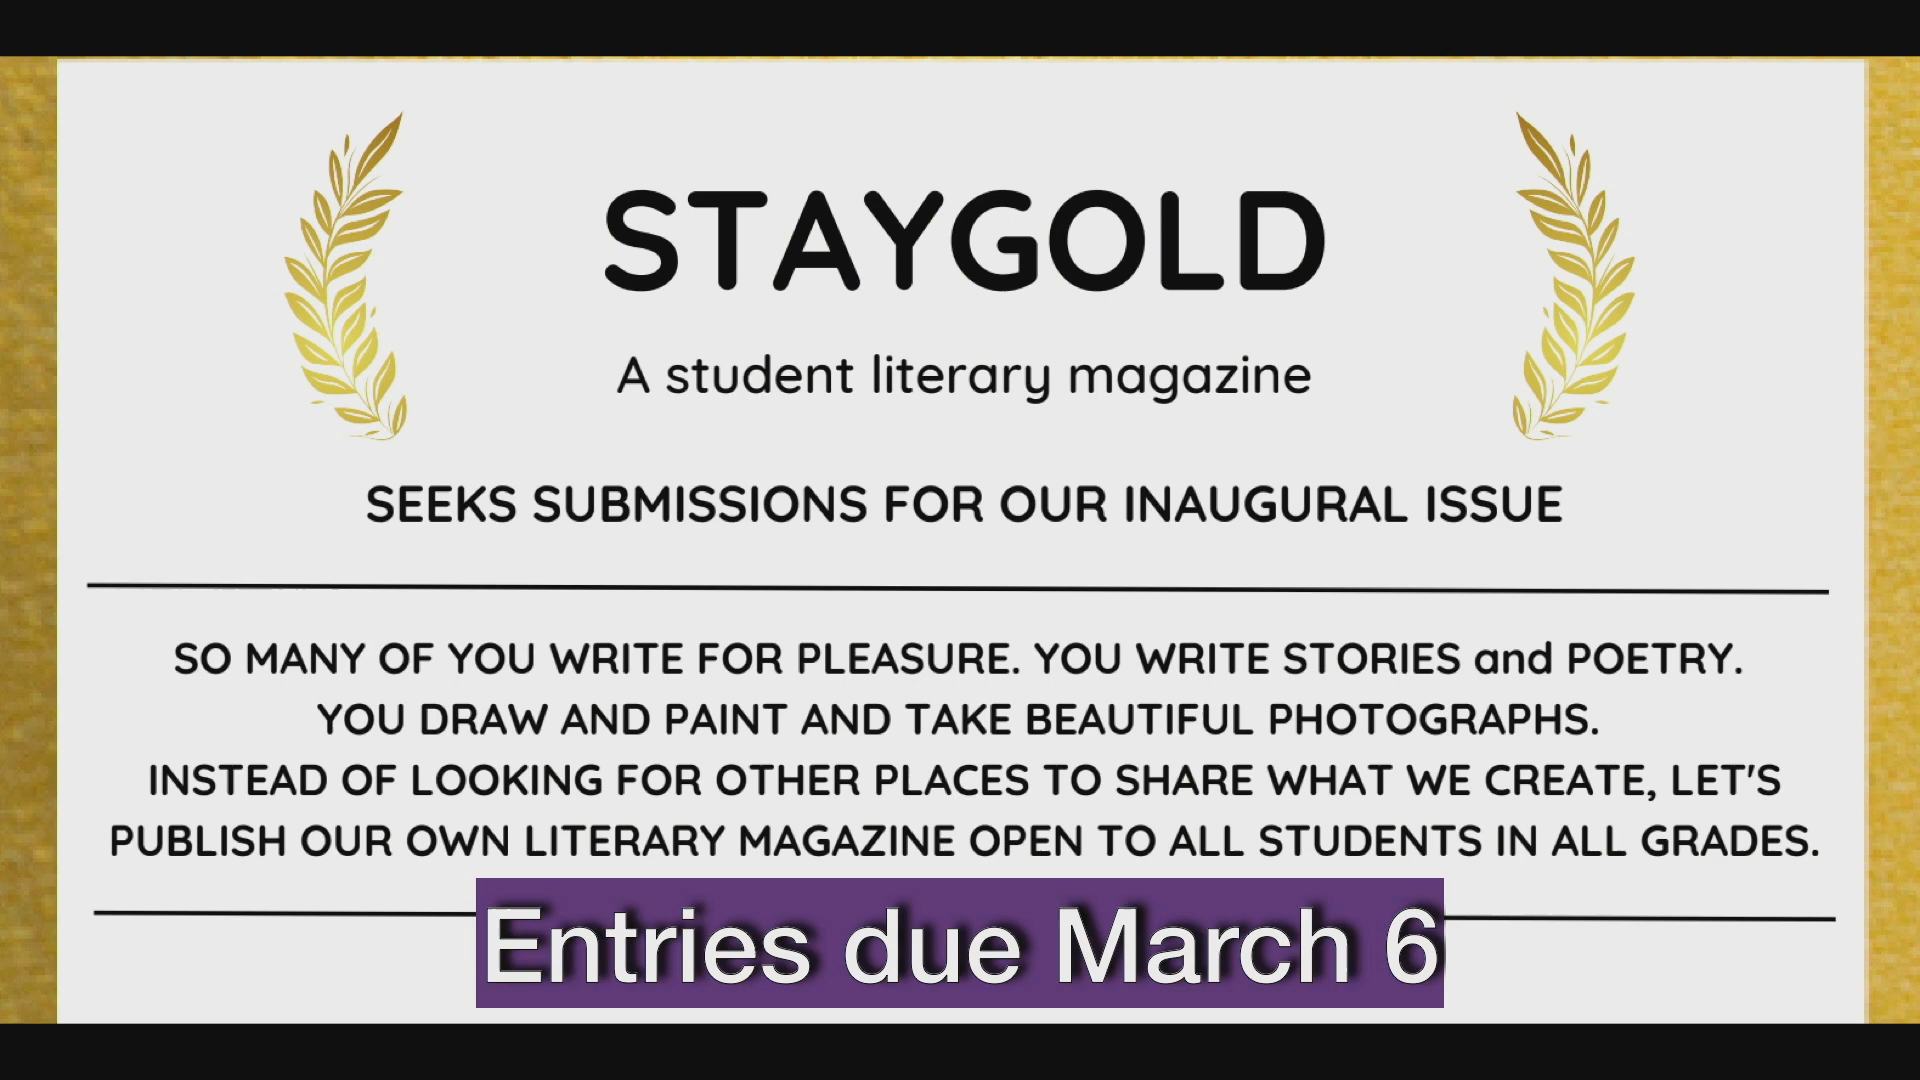 STAYGOLD
A student literary magazine
SEEKS SUBMISSIONS FOR OUR INAUGURAL ISSUE
SO MANY OF YOU WRITE FOR PLEASURE. YOU WRITE STORIES and POETRY.
YOU DRAW AND PAINT AND TAKE BEAUTIFUL PHOTOGRAPHS.
INSTEAD OF LOOKING FOR OTHER PLACES TO SHARE WHAT WE CREATE, LET'S
PUBLISH OUR OWN LITERARY MAGAZINE OPEN TO ALL STUDENTS IN ALL GRADES.
Entries due March 6